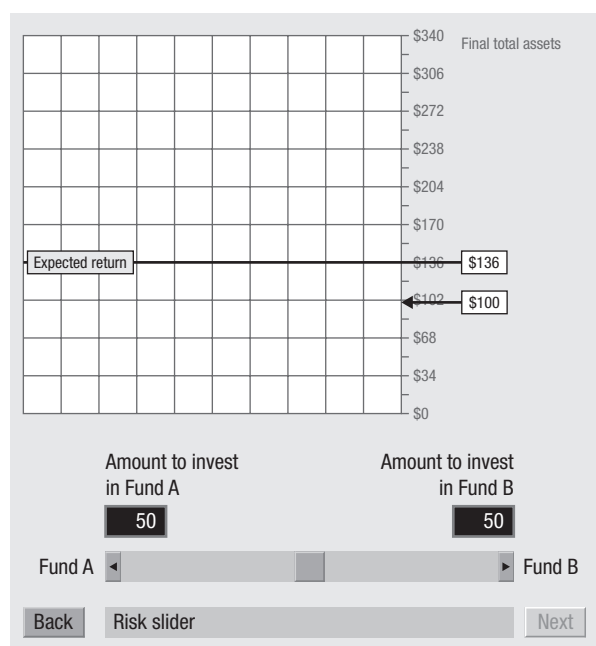 $340
Final total assets
$306
$272
$238
$204
$170
Expected return
$136
$136
$102
$100
$68
$34
$0
Amount to invest
in Fund A
Amount to invest
in Fund B
50
50
Fund A
Fund B
Back
Risk slider
Next